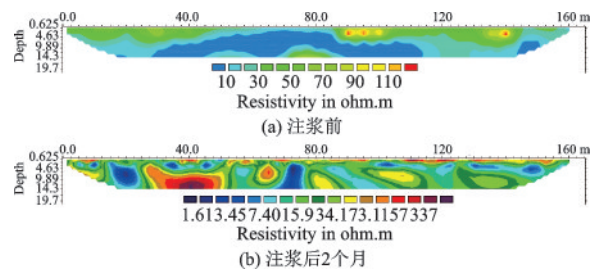 0.625 40.0 80.0 120.0 160 m
Depth
4.63
9.89
14.3
19.7
10 30 50 70 90 110
Resistivity in ohm.m
(a) 注浆前
0.625 40.0 80.0 120.0 160 m
Depth
4.63
9.89
14.3
19.7
1.613.457.4015.934.173.1157337
Resistivity in ohm.m
(b) 注浆后2个月